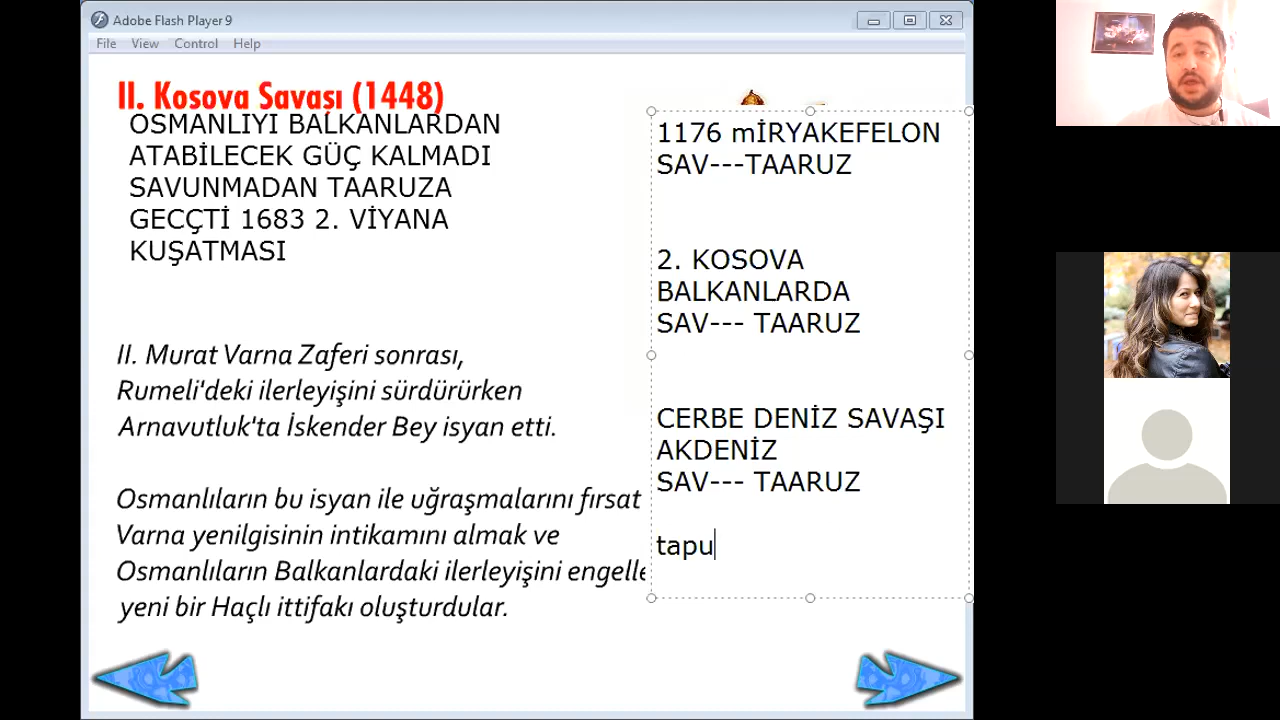 Adobe Flash Player 9
File View Control Help
II. Kosova Savaşı (1448)
OSMANLIYI BALKANLARDAN
ATABİLECEK GÜÇ KALMADI
SAVUNMADAN TAARUZA
GECÇTİ 1683 2. VİYANA
KUŞATMASI
II. Murat Varna Zaferi sonrası,
Rumeli'deki ilerleyişini sürdürürken
Arnavutluk'ta İskender Bey isyan etti.
Osmanlıların bu isyan ile uğraşmalarını fırsat
Varna yenilgisinin intikamını almak ve
Osmanlıların Balkanlardaki ilerleyişini engelle
yeni bir Haçlı ittifakı oluşturdular.
1176 mİRYAKEFELON
SAV---TAARUZ
2. KOSOVA
BALKANLARDA
SAV--- TAARUZ
CERBE DENİZ SAVAŞI
AKDENİZ
SAV--- TAARUZ
tapu